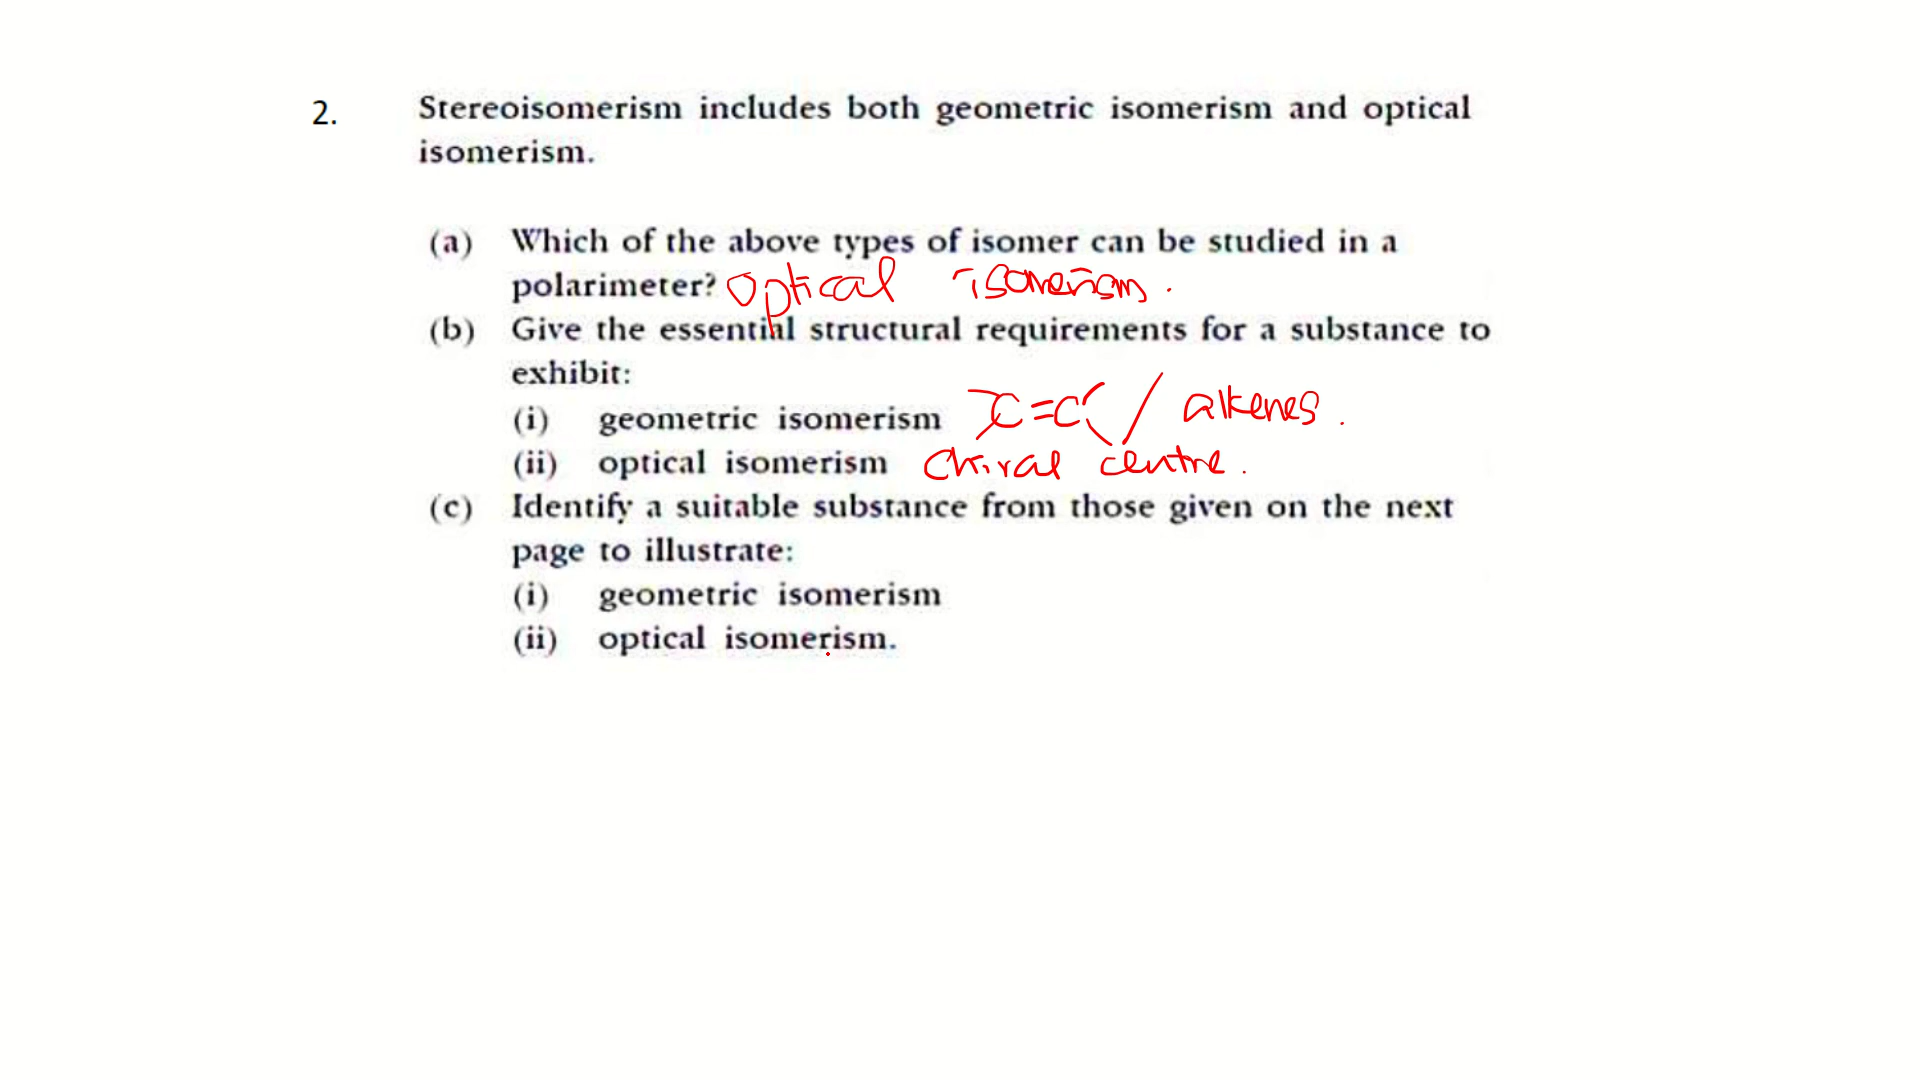 2. Stereoisomerism includes both geometric isomerism and optical
isomerism.
(a) Which of the above types of isomer can be studied in a
polarimeter? Optical isomerism.
(b) Give the essential structural requirements for a substance to
exhibit:
(i) geometric isomerism C=C / alkenes.
(ii) optical isomerism Chiral centre.
(c) Identify a suitable substance from those given on the next
page to illustrate:
(i) geometric isomerism
(ii) optical isomerism.